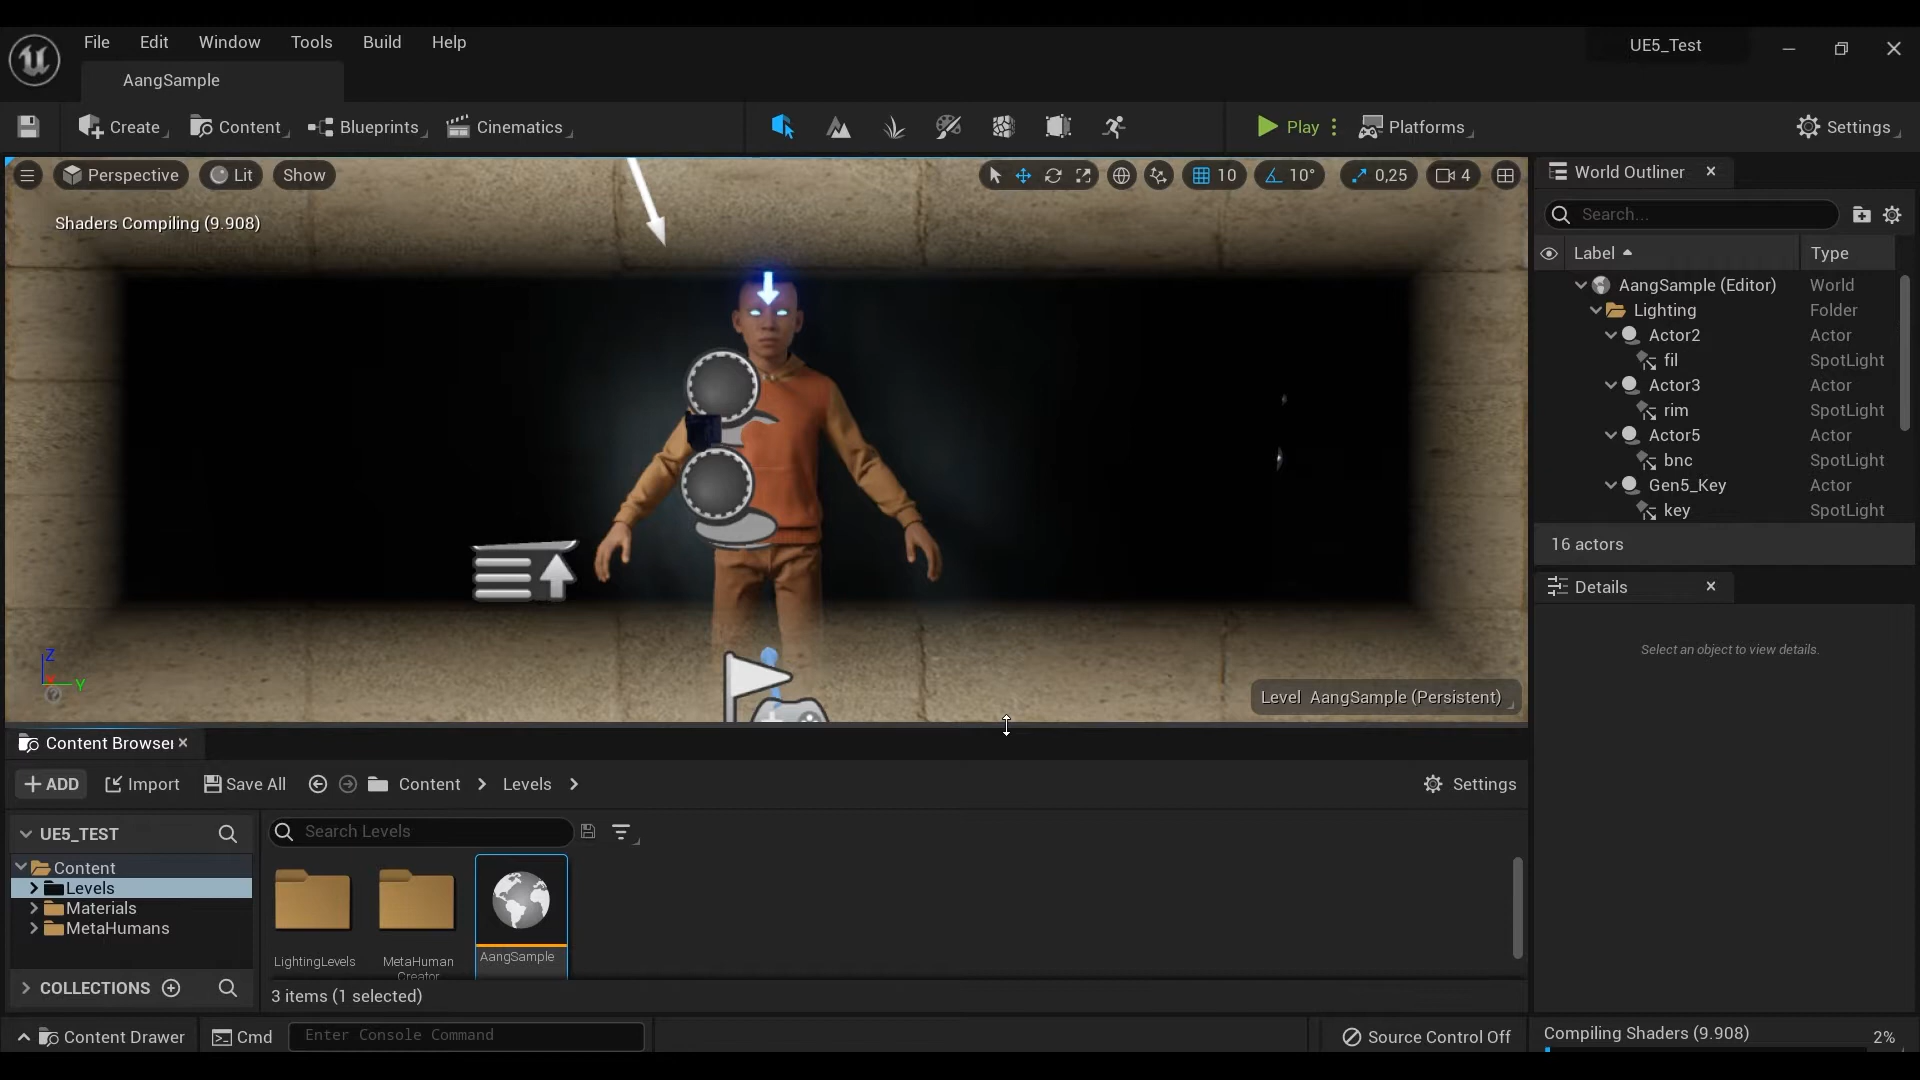 File Edit Window Tools Build Help
UE5_Test
AangSample
Create Content Blueprints Cinematics Play Platforms Settings
Perspective Lit Show 10 10° 0,25 4
World Outliner
Shaders Compiling (9.908)
Search...
Label Type
AangSample (Editor) World
Lighting Folder
Actor2 Actor
fil SpotLight
Actor3 Actor
rim SpotLight
Actor5 Actor
bnc SpotLight
Gen5_Key Actor
key SpotLight
16 actors
Details
Select an object to view details.
Z
Y
Level AangSample (Persistent)
Content Browser
ADD Import Save All Content Levels Settings
UE5_TEST
Search Levels
Content
Levels
Materials
MetaHumans
LightingLevels
MetaHuman
Creator
AangSample
COLLECTIONS
3 items (1 selected)
Content Drawer Cmd Enter Console Command Source Control Off Compiling Shaders (9.908) 2%